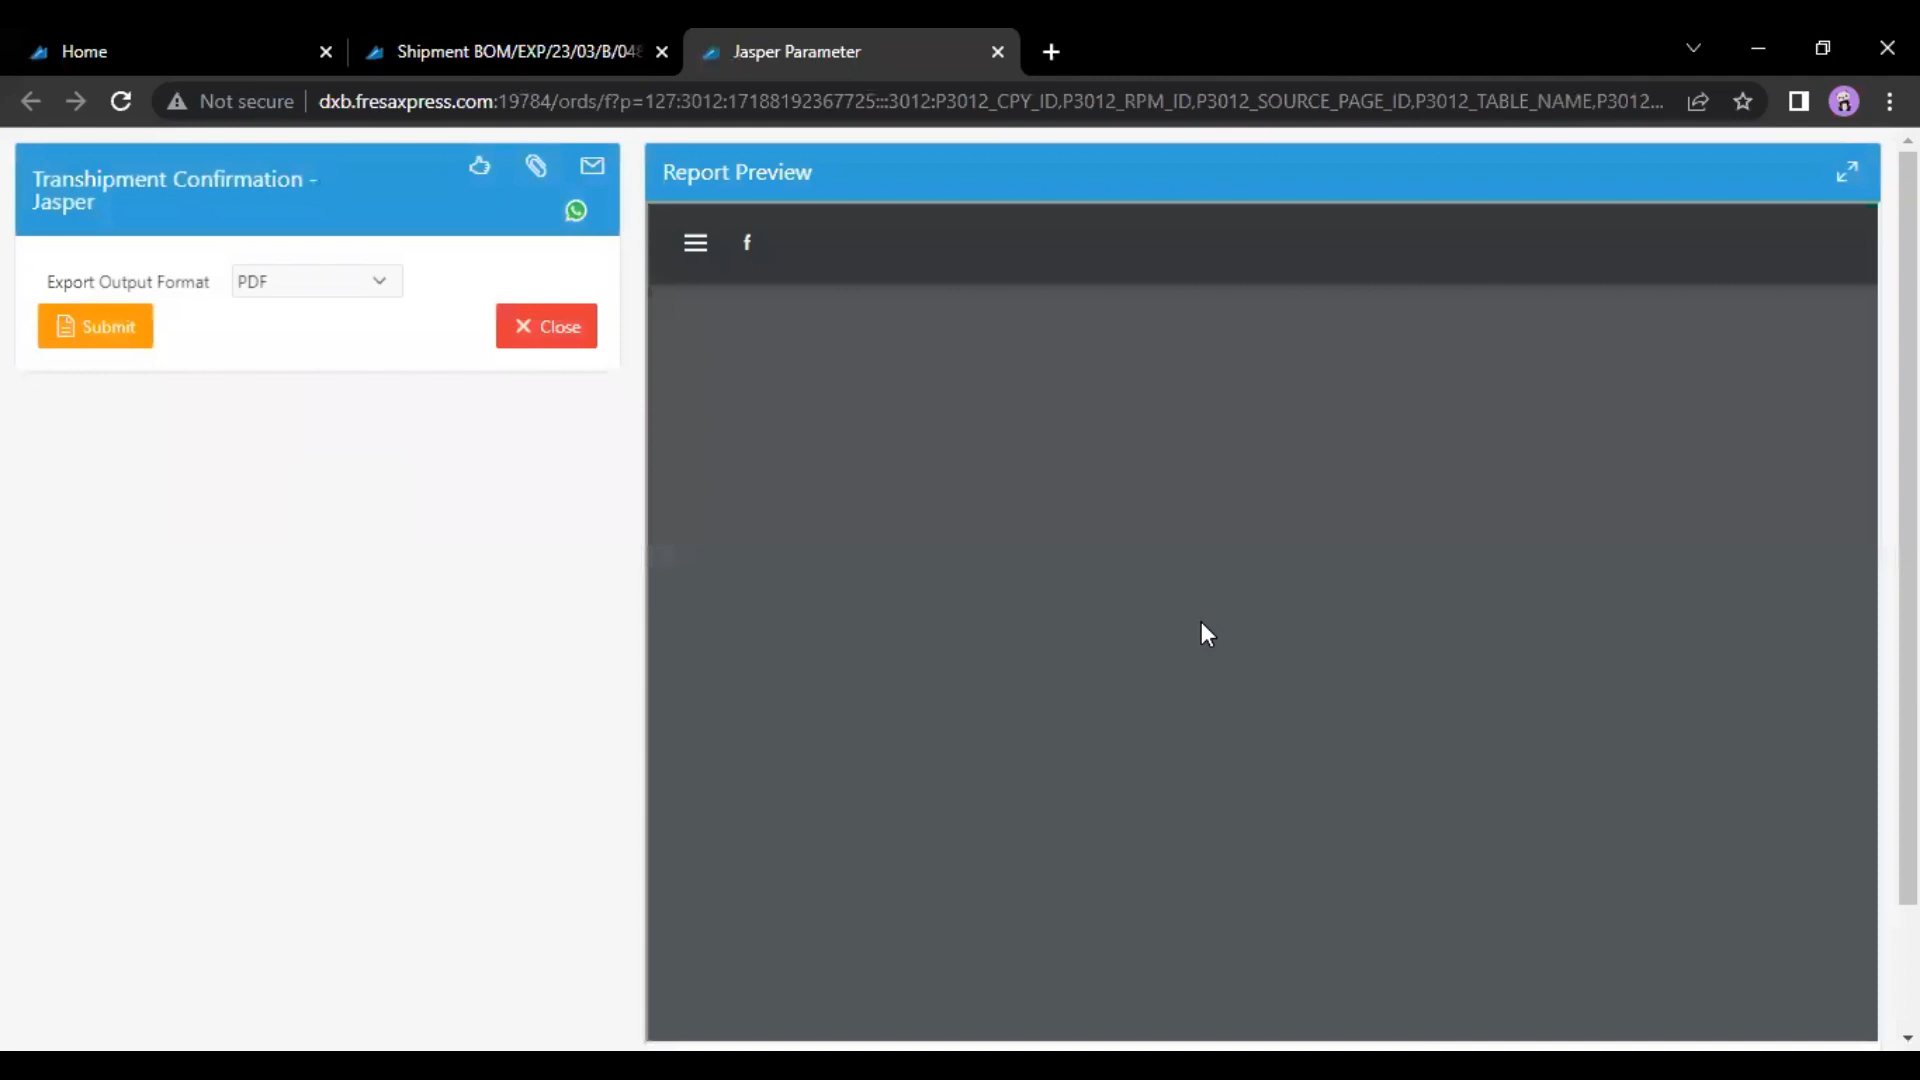 Home
Shipment BOM/EXP/23/03/B/048
Jasper Parameter
Not secure
dxb.fresaxpress.com:19784/ords/f?p=127:3012:17188192367725:::3012:P3012_CPY_ID,P3012_RPM_ID,P3012_SOURCE_PAGE_ID,P3012_TABLE_NAME,P3012...
Transhipment Confirmation -
Jasper
Export Output Format
PDF
Submit
Close
Report Preview
f